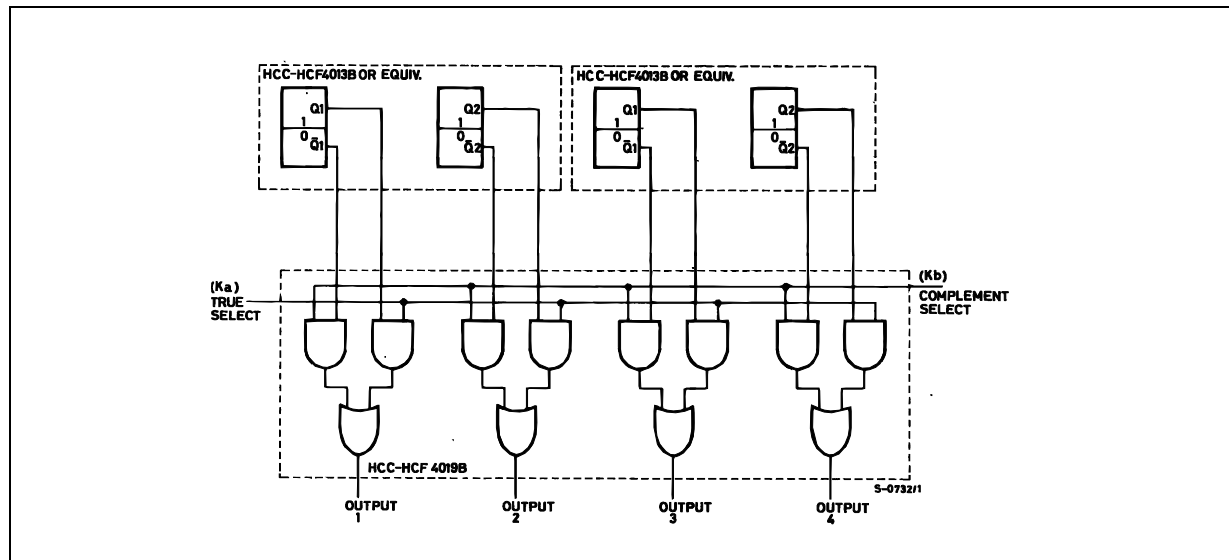 HCC-HCF4013B OR EQUIV.
HCC-HCF4013B OR EQUIV.
Q1
1
0
Q̄1
Q2
1
0
Q̄2
Q1
1
0
Q̄1
Q2
1
0
Q̄2
(Ka)
TRUE
SELECT
(Kb)
COMPLEMENT
SELECT
HCC-HCF 4019B
S-0732/1
OUTPUT
1
OUTPUT
2
OUTPUT
3
OUTPUT
4